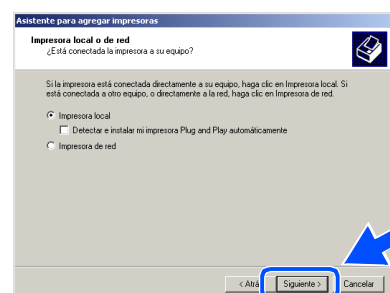 Asistente para agregar impresoras
Impresora local o de red
¿Está conectada la impresora a su equipo?
Si la impresora está conectada directamente a su equipo, haga clic en Impresora local. Si
está conectada a otro equipo, o directamente a la red, haga clic en Impresora de red.
Impresora local
Detectar e instalar mi impresora Plug and Play automáticamente
Impresora de red
< Atrá
Siguiente >
Cancelar